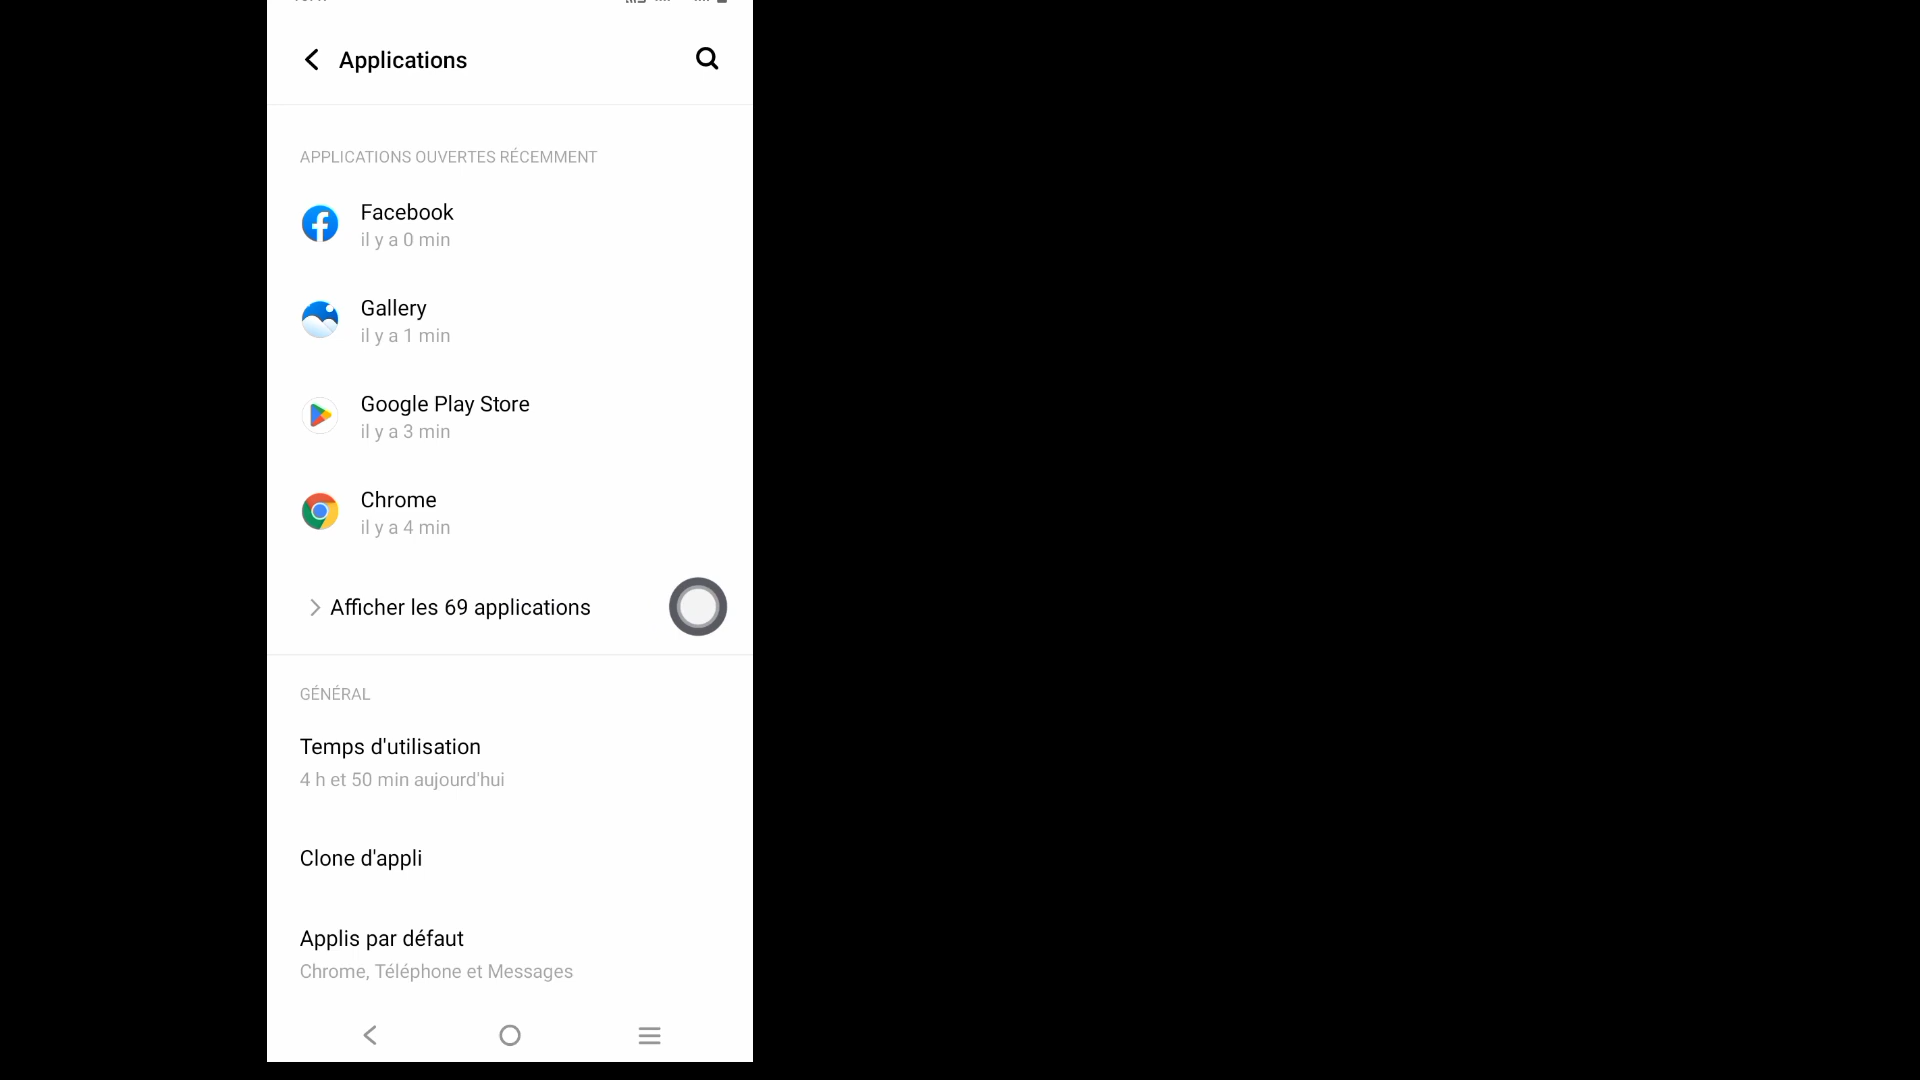 Applications
APPLICATIONS OUVERTES RÉCEMMENT
Facebook
il y a 0 min
Gallery
il y a 1 min
Google Play Store
il y a 3 min
Chrome
il y a 4 min
Afficher les 69 applications
GÉNÉRAL
Temps d'utilisation
4 h et 50 min aujourd'hui
Clone d'appli
Applis par défaut
Chrome, Téléphone et Messages